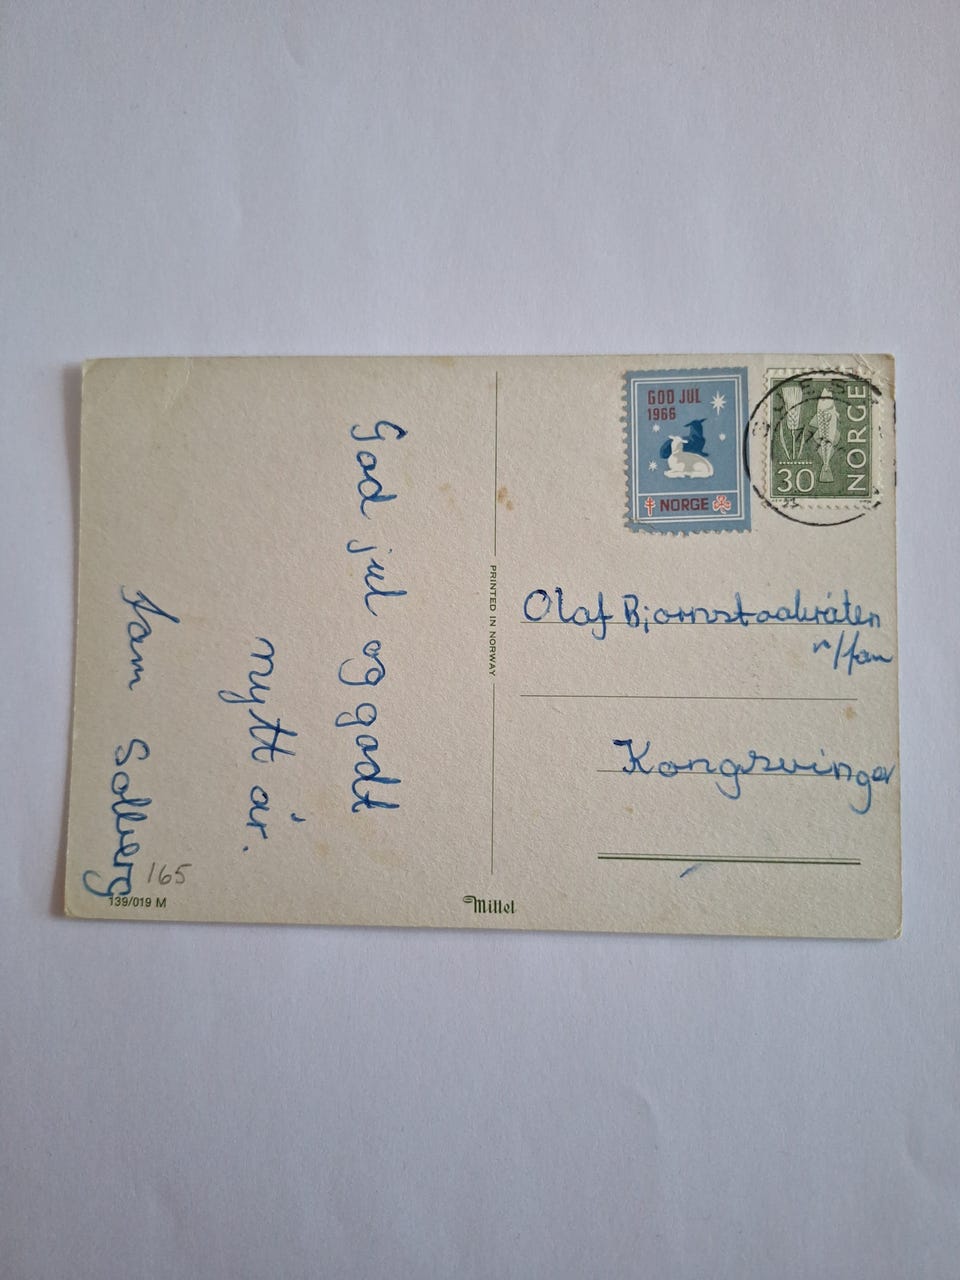 God jul og godt
nytt år.
Fam Solberg
165
139/019 M
PRINTED IN NORWAY
Mittet
GOD JUL
1966
NORGE
30
NORGE
Olaf Bjørnstadkråten
m/fam
Kongsvinger